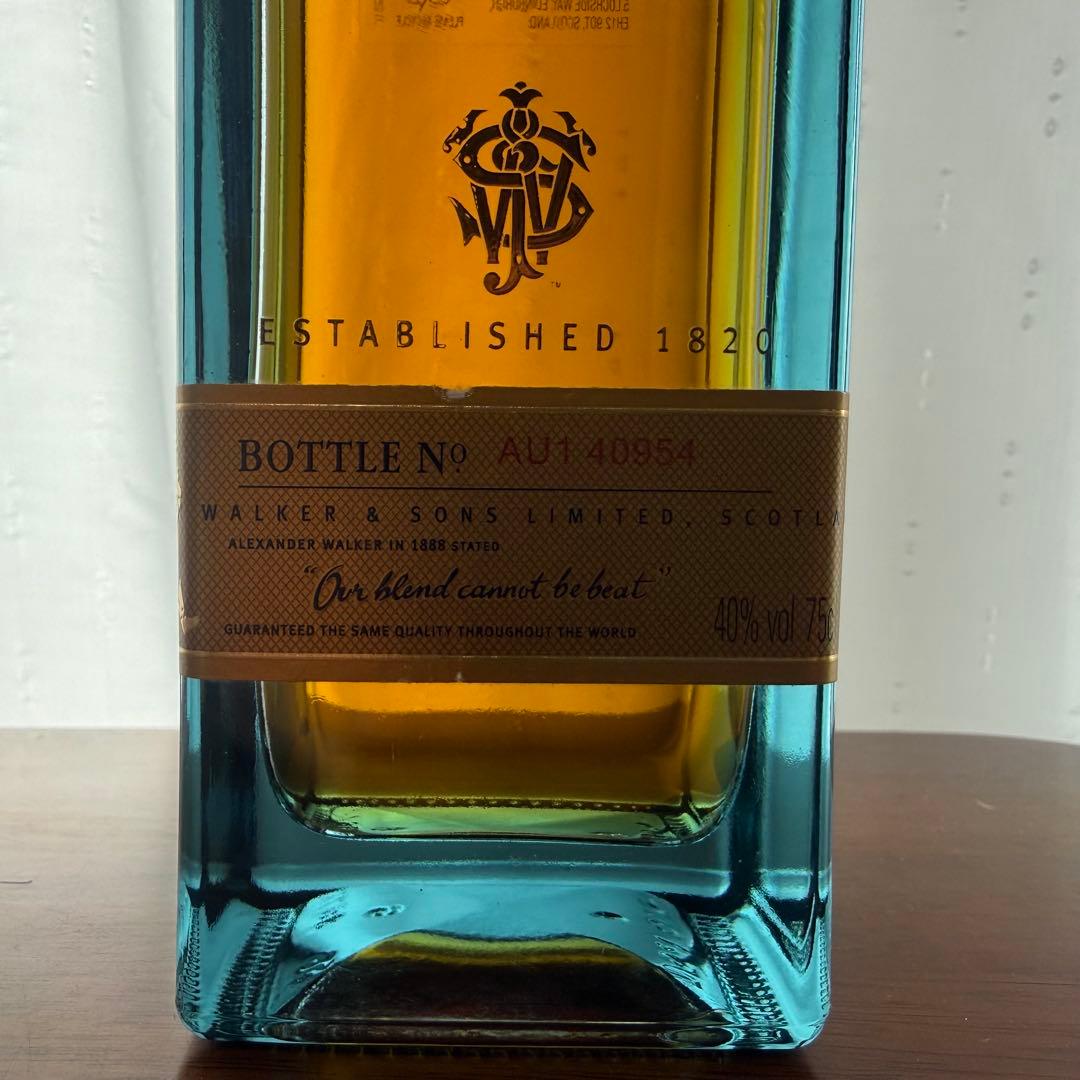 ESTABLISHED 1820
BOTTLE Nº AU1 40954
WALKER & SONS LIMITED, SCOTLA
ALEXANDER WALKER IN 1888 STATED
"Our blend cannot be beat"
GUARANTEED THE SAME QUALITY THROUGHOUT THE WORLD
40% vol 75c